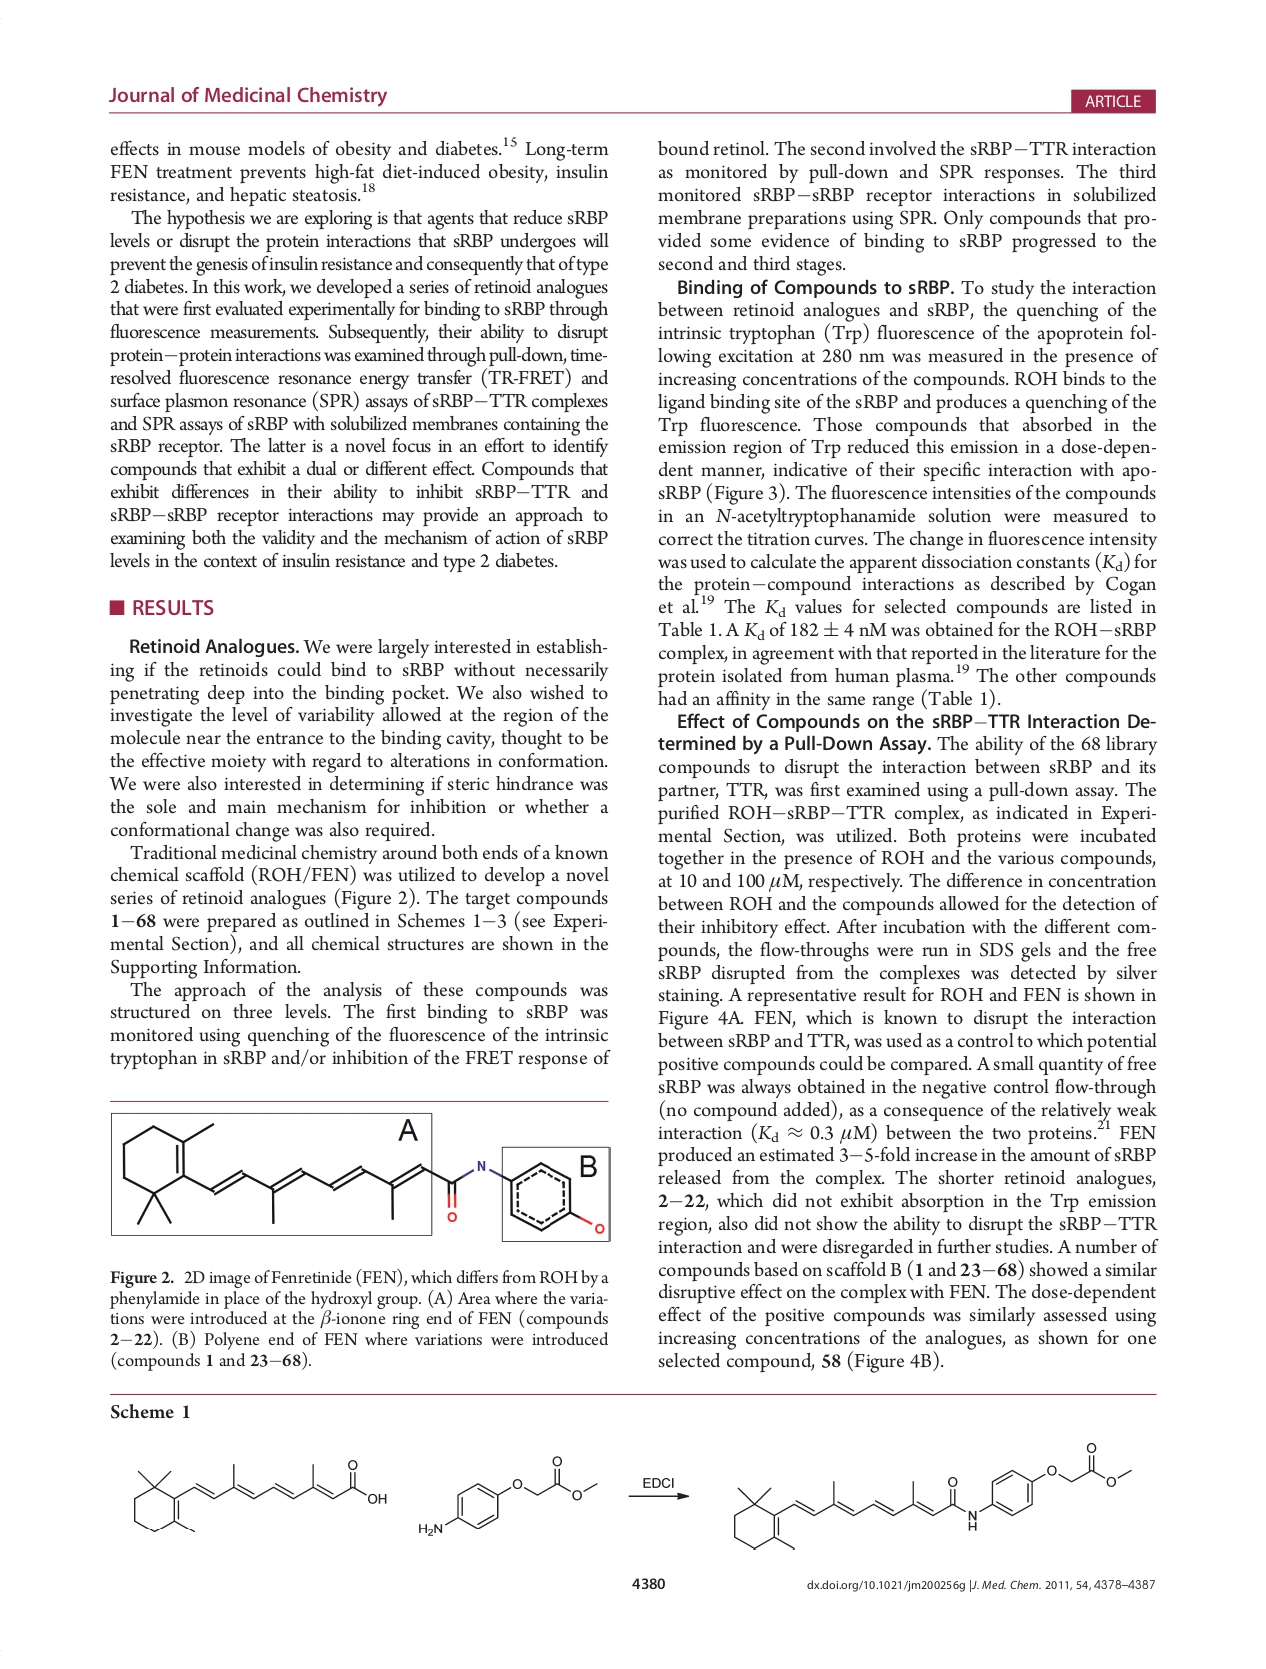 Journal of Medicinal Chemistry
ARTICLE
effects in mouse models of obesity and diabetes.15 Long-term
FEN treatment prevents high-fat diet-induced obesity, insulin
resistance, and hepatic steatosis.18
The hypothesis we are exploring is that agents that reduce sRBP
levels or disrupt the protein interactions that sRBP undergoes will
prevent the genesis of insulin resistance and consequently that of type
2 diabetes. In this work, we developed a series of retinoid analogues
that were first evaluated experimentally for binding to sRBP through
fluorescence measurements. Subsequently, their ability to disrupt
protein−protein interactions was examined through pull-down, time-
resolved fluorescence resonance energy transfer (TR-FRET) and
surface plasmon resonance (SPR) assays of sRBP−TTR complexes
and SPR assays of sRBP with solubilized membranes containing the
sRBP receptor. The latter is a novel focus in an effort to identify
compounds that exhibit a dual or different effect. Compounds that
exhibit differences in their ability to inhibit sRBP−TTR and
sRBP−sRBP receptor interactions may provide an approach to
examining both the validity and the mechanism of action of sRBP
levels in the context of insulin resistance and type 2 diabetes.
■ RESULTS
Retinoid Analogues. We were largely interested in establish-
ing if the retinoids could bind to sRBP without necessarily
penetrating deep into the binding pocket. We also wished to
investigate the level of variability allowed at the region of the
molecule near the entrance to the binding cavity, thought to be
the effective moiety with regard to alterations in conformation.
We were also interested in determining if steric hindrance was
the sole and main mechanism for inhibition or whether a
conformational change was also required.
Traditional medicinal chemistry around both ends of a known
chemical scaffold (ROH/FEN) was utilized to develop a novel
series of retinoid analogues (Figure 2). The target compounds
1−68 were prepared as outlined in Schemes 1−3 (see Experi-
mental Section), and all chemical structures are shown in the
Supporting Information.
The approach of the analysis of these compounds was
structured on three levels. The first binding to sRBP was
monitored using quenching of the fluorescence of the intrinsic
tryptophan in sRBP and/or inhibition of the FRET response of
A
N
O
B
O
Figure 2. 2D image of Fenretinide (FEN), which differs from ROH by a
phenylamide in place of the hydroxyl group. (A) Area where the varia-
tions were introduced at the β-ionone ring end of FEN (compounds
2−22). (B) Polyene end of FEN where variations were introduced
(compounds 1 and 23−68).
bound retinol. The second involved the sRBP−TTR interaction
as monitored by pull-down and SPR responses. The third
monitored sRBP−sRBP receptor interactions in solubilized
membrane preparations using SPR. Only compounds that pro-
vided some evidence of binding to sRBP progressed to the
second and third stages.
Binding of Compounds to sRBP. To study the interaction
between retinoid analogues and sRBP, the quenching of the
intrinsic tryptophan (Trp) fluorescence of the apoprotein fol-
lowing excitation at 280 nm was measured in the presence of
increasing concentrations of the compounds. ROH binds to the
ligand binding site of the sRBP and produces a quenching of the
Trp fluorescence. Those compounds that absorbed in the
emission region of Trp reduced this emission in a dose-depen-
dent manner, indicative of their specific interaction with apo-
sRBP (Figure 3). The fluorescence intensities of the compounds
in an N-acetyltryptophanamide solution were measured to
correct the titration curves. The change in fluorescence intensity
was used to calculate the apparent dissociation constants (Kd) for
the protein−compound interactions as described by Cogan
et al.19 The Kd values for selected compounds are listed in
Table 1. A Kd of 182 ± 4 nM was obtained for the ROH−sRBP
complex, in agreement with that reported in the literature for the
protein isolated from human plasma.19 The other compounds
had an affinity in the same range (Table 1).
Effect of Compounds on the sRBP−TTR Interaction De-
termined by a Pull-Down Assay. The ability of the 68 library
compounds to disrupt the interaction between sRBP and its
partner, TTR, was first examined using a pull-down assay. The
purified ROH−sRBP−TTR complex, as indicated in Experi-
mental Section, was utilized. Both proteins were incubated
together in the presence of ROH and the various compounds,
at 10 and 100 μM, respectively. The difference in concentration
between ROH and the compounds allowed for the detection of
their inhibitory effect. After incubation with the different com-
pounds, the flow-throughs were run in SDS gels and the free
sRBP disrupted from the complexes was detected by silver
staining. A representative result for ROH and FEN is shown in
Figure 4A. FEN, which is known to disrupt the interaction
between sRBP and TTR, was used as a control to which potential
positive compounds could be compared. A small quantity of free
sRBP was always obtained in the negative control flow-through
(no compound added), as a consequence of the relatively weak
interaction (Kd ≈ 0.3 μM) between the two proteins.21 FEN
produced an estimated 3−5-fold increase in the amount of sRBP
released from the complex. The shorter retinoid analogues,
2−22, which did not exhibit absorption in the Trp emission
region, also did not show the ability to disrupt the sRBP−TTR
interaction and were disregarded in further studies. A number of
compounds based on scaffold B (1 and 23−68) showed a similar
disruptive effect on the complex with FEN. The dose-dependent
effect of the positive compounds was similarly assessed using
increasing concentrations of the analogues, as shown for one
selected compound, 58 (Figure 4B).
Scheme 1
O
OH
H2N
O
O
O
EDCI
O
N
H
O
O
O
4380
dx.doi.org/10.1021/jm200256g |J. Med. Chem. 2011, 54, 4378–4387